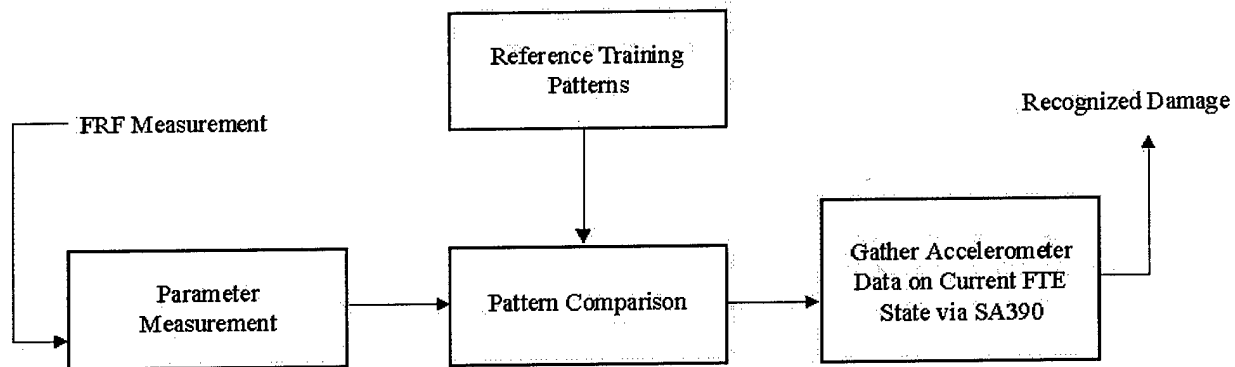 Reference Training
Patterns
Recognized Damage
FRF Measurement
Gather Accelerometer
Data on Current FTE
State via SA390
Parameter
Measurement
Pattern Comparison